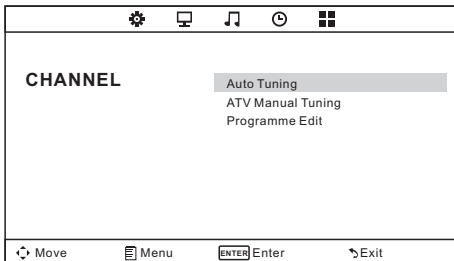 CHANNEL
Auto Tuning
ATV Manual Tuning
Programme Edit
Move Menu ENTER Enter Exit